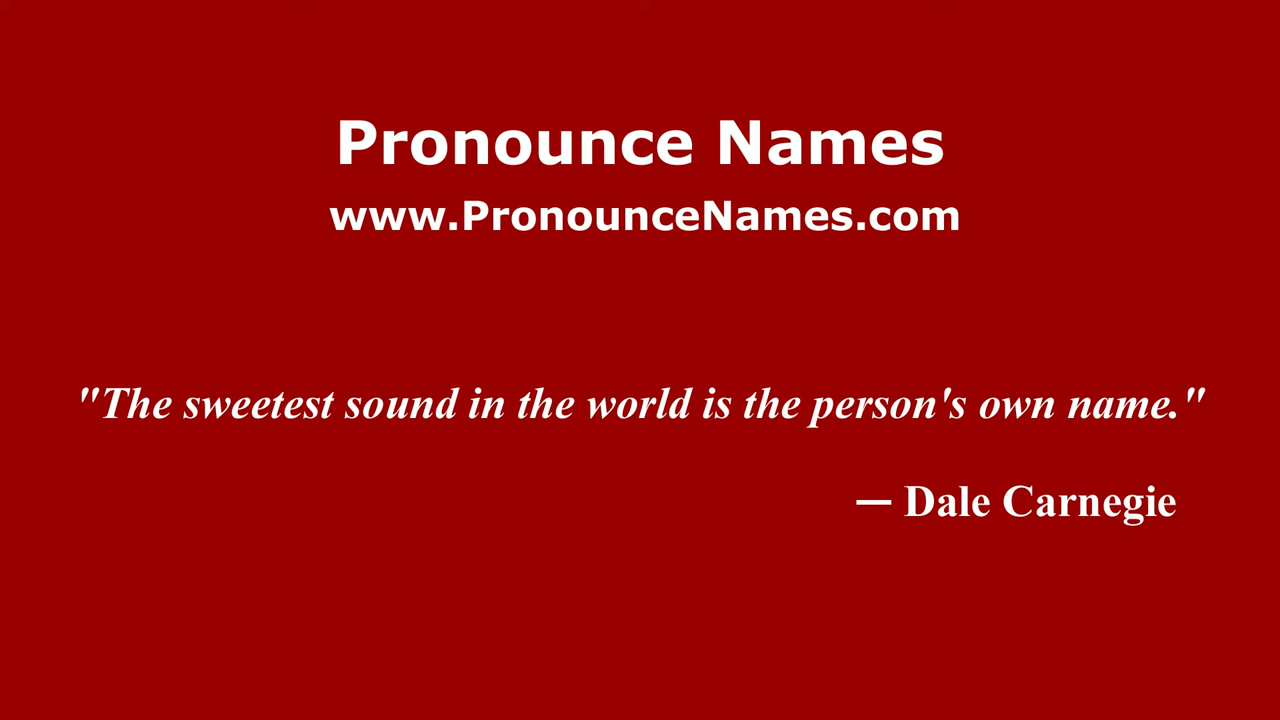 Pronounce Names
www.PronounceNames.com
"The sweetest sound in the world is the person's own name."
— Dale Carnegie